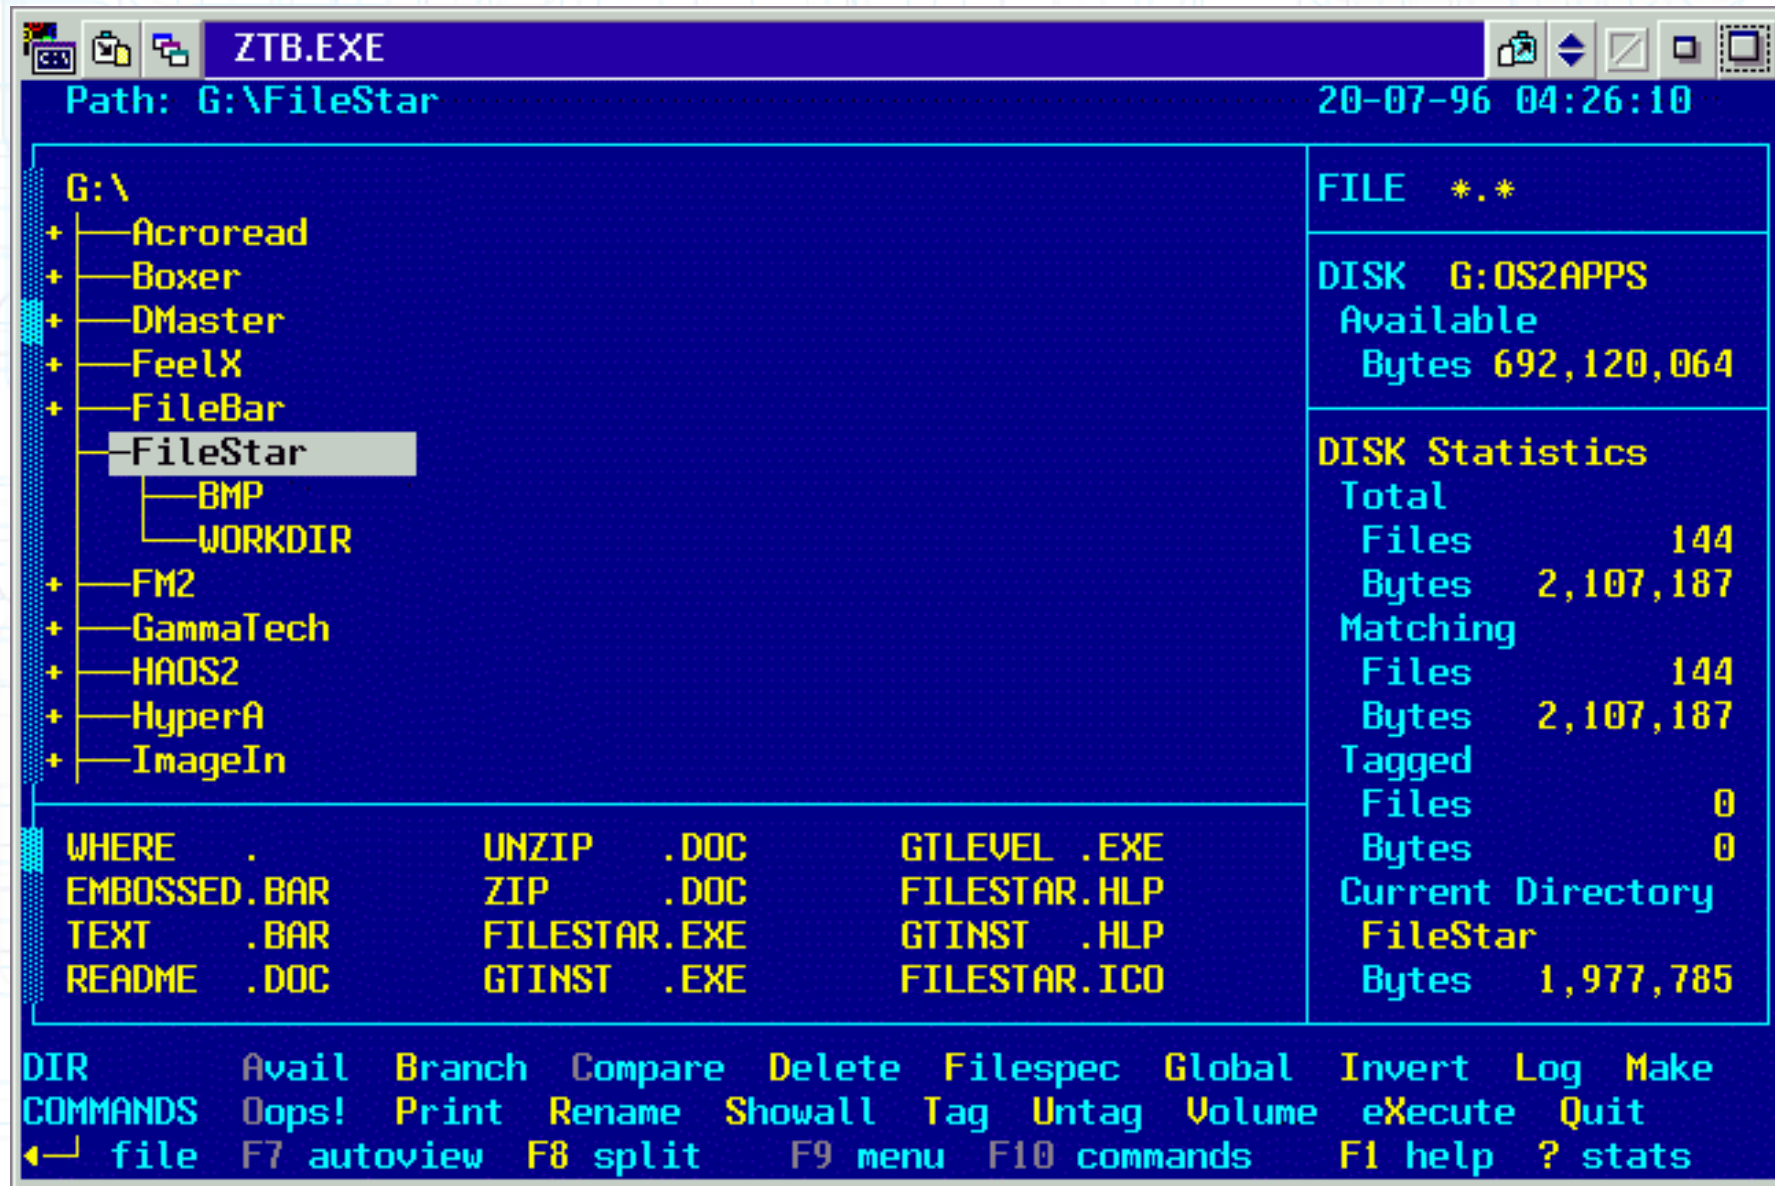 ZTB.EXE
Path: G:\FileStar 20-07-96 04:26:10
G:\
+ Acroread
+ Boxer
+ DMaster
+ FeelX
+ FileBar
FileStar
BMP
WORKDIR
+ FM2
+ GammaTech
+ HAOS2
+ HyperA
+ ImageIn
FILE *.*
DISK G:OS2APPS
Available
Bytes 692,120,064
DISK Statistics
Total
Files 144
Bytes 2,107,187
Matching
Files 144
Bytes 2,107,187
Tagged
Files 0
Bytes 0
Current Directory
FileStar
Bytes 1,977,785
WHERE . UNZIP .DOC GTLEVEL .EXE
EMBOSSED.BAR ZIP .DOC FILESTAR.HLP
TEXT .BAR FILESTAR.EXE GTINST .HLP
README .DOC GTINST .EXE FILESTAR.ICO
DIR Avail Branch Compare Delete Filespec Global Invert Log Make
COMMANDS Oops! Print Rename Showall Tag Untag Volume eXecute Quit
file F7 autoview F8 split F9 menu F10 commands F1 help ? stats